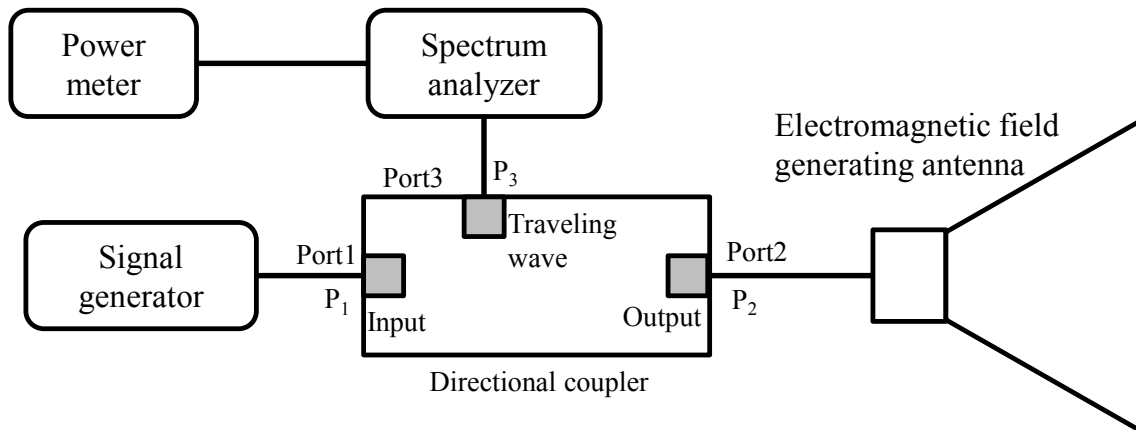 Power
meter
Spectrum
analyzer
Electromagnetic field
generating antenna
Port3
P3
Traveling
wave
Signal
generator
Port1
P1
Input
Port2
P2
Output
Directional coupler